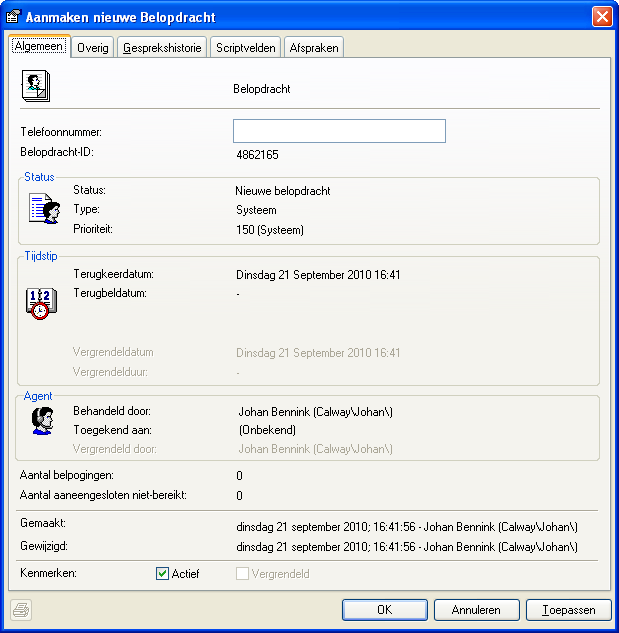 Aanmaken nieuwe Belopdracht
Algemeen Overig Gesprekshistorie Scriptvelden Afspraken
Belopdracht
Telefoonnummer:
Belopdracht-ID: 4862165
Status
Status: Nieuwe belopdracht
Type: Systeem
Prioriteit: 150 (Systeem)
Tijdstip
Terugkeerdatum: Dinsdag 21 September 2010 16:41
Terugbeldatum: -
Vergrendeldatum Dinsdag 21 September 2010 16:41
Vergrendelduur: -
Agent
Behandeld door: Johan Bennink (Calway\Johan\)
Toegekend aan: (Onbekend)
Vergrendeld door: Johan Bennink (Calway\Johan\)
Aantal belpogingen: 0
Aantal aaneengesloten niet-bereikt: 0
Gemaakt: dinsdag 21 september 2010; 16:41:56 - Johan Bennink (Calway\Johan\)
Gewijzigd: dinsdag 21 september 2010; 16:41:56 - Johan Bennink (Calway\Johan\)
Kenmerken: Actief Vergrendeld
OK Annuleren Toepassen